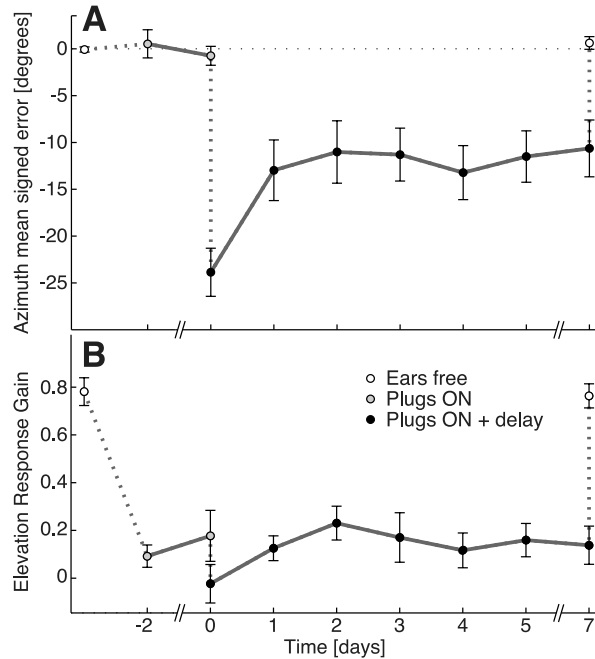 A
Azimuth mean signed error [degrees]
0
-5
-10
-15
-20
-25
B
Elevation Response Gain
0.8
0.6
0.4
0.2
0
Ears free
Plugs ON
Plugs ON + delay
-2 0 1 2 3 4 5 7
Time [days]